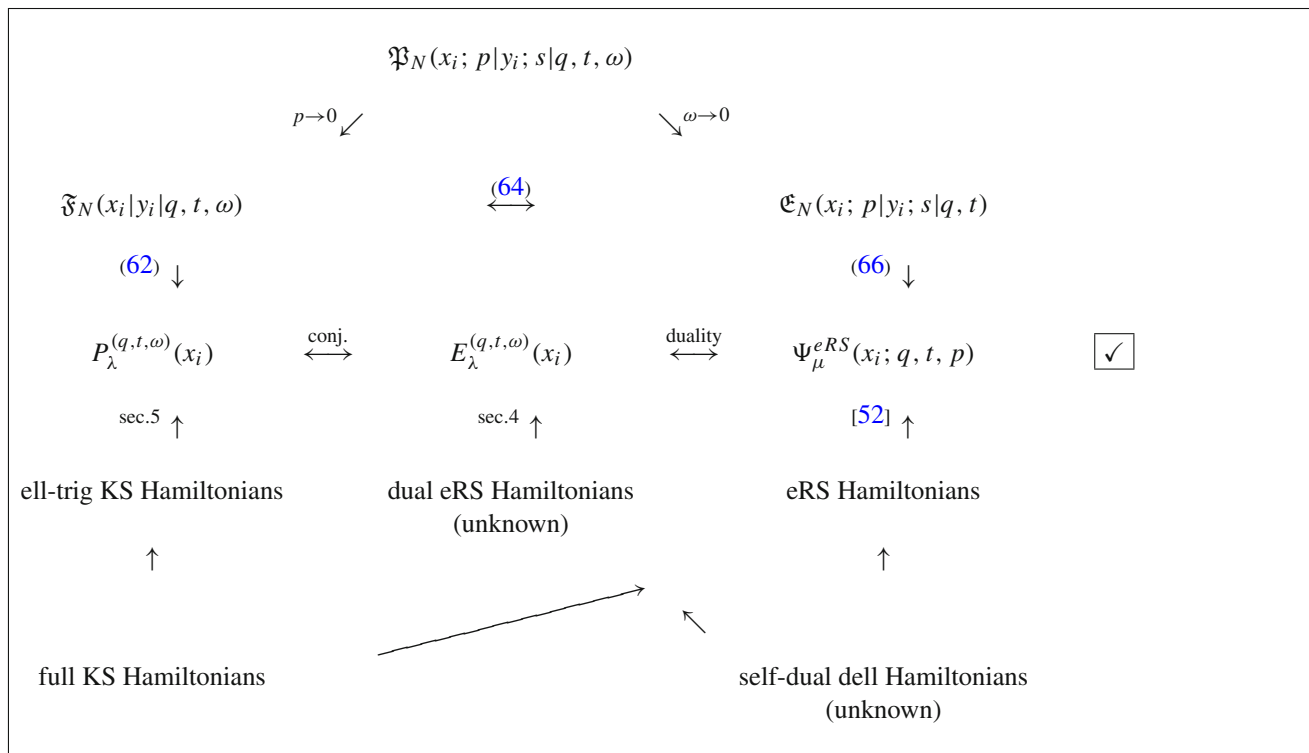 𝔓_N(x_i; p|y_i; s|q, t, ω)
p→0 ↙ ↘ ω→0
(64)
𝔉_N(x_i|y_i|q, t, ω) ⟷ 𝔈_N(x_i; p|y_i; s|q, t)
(62) ↓ (66) ↓
conj. duality
P_λ^{(q,t,ω)}(x_i) ⟷ E_λ^{(q,t,ω)}(x_i) ⟷ Ψ_μ^{eRS}(x_i; q, t, p) ✓
sec.5 ↑ sec.4 ↑ [52] ↑
ell-trig KS Hamiltonians dual eRS Hamiltonians eRS Hamiltonians
(unknown)
↑ ↑
full KS Hamiltonians self-dual dell Hamiltonians
(unknown)